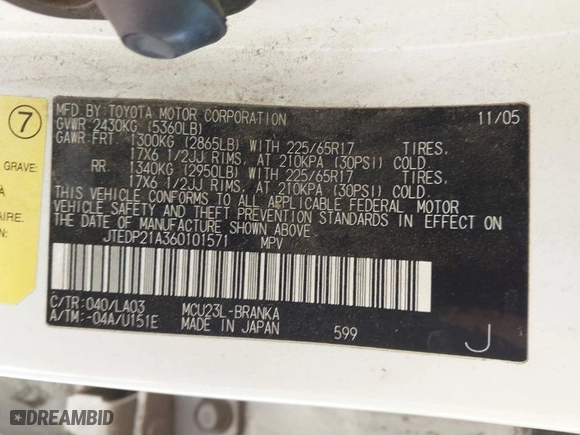 7
GRAVE:
À
AIRE.
N:
MFD. BY TOYOTA MOTOR CORPORATION 11/05
GVWR 2430KG (5360LB)
GAWR FRT 1300KG (2865LB) WITH 225/65R17 TIRES,
17X6 1/2JJ RIMS, AT 210KPA (30PSI) COLD.
RR 1340KG (2950LB) WITH 225/65R17 TIRES,
17X6 1/2JJ RIMS, AT 210KPA (30PSI) COLD.
THIS VEHICLE CONFORMS TO ALL APPLICABLE FEDERAL MOTOR
VEHICLE SAFETY AND THEFT PREVENTION STANDARDS IN EFFECT ON
THE DATE OF MANUFACTURE SHOWN ABOVE.
JTEDP21A360101571 MPV
C/TR: 040/LA03 MCU23L-BRANKA
A/TM: -04A/U151E MADE IN JAPAN 599 J
DREAMBID